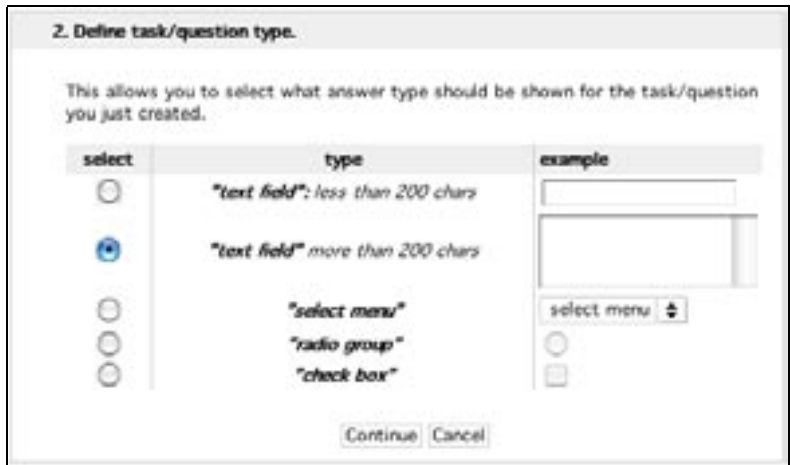 2. Define task/question type.
This allows you to select what answer type should be shown for the task/question
you just created.
select type example
"text field": less than 200 chars
"text field" more than 200 chars
"select menu" select menu
"radio group"
"check box"
Continue Cancel